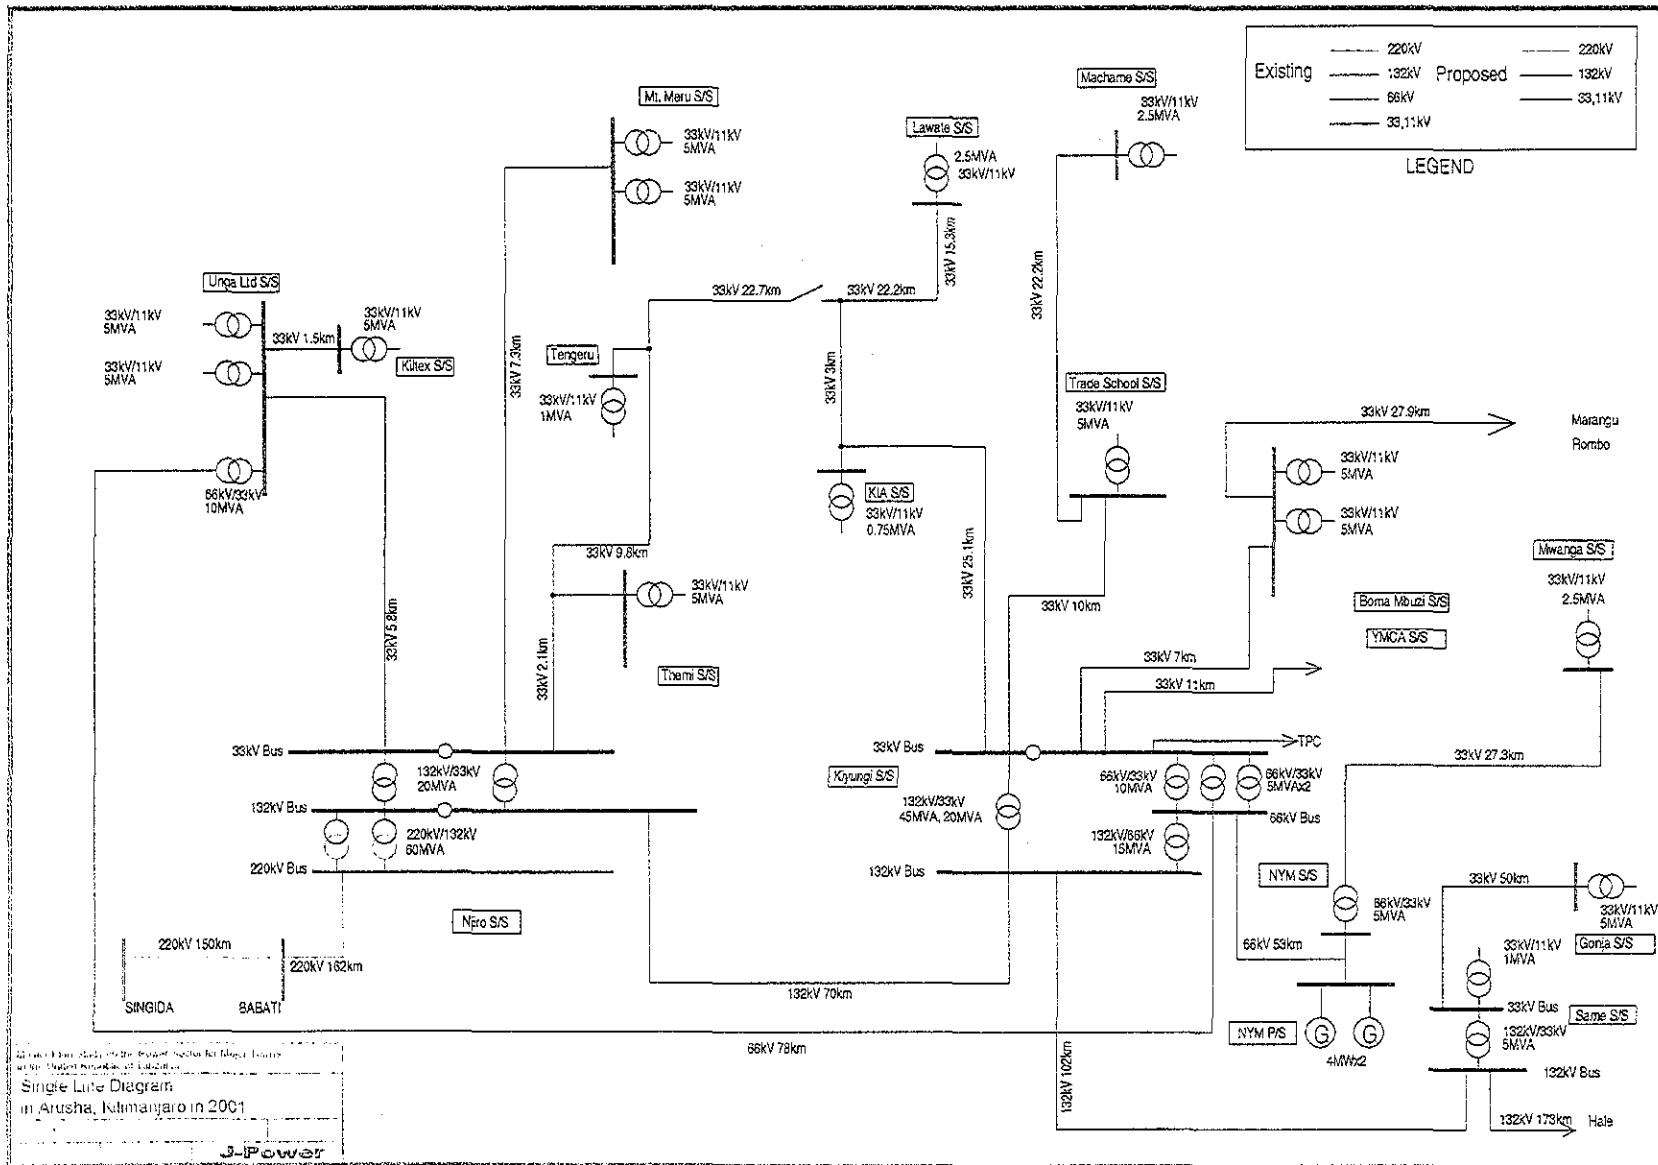 220kV
220kV
Existing
132kV
Proposed
132kV
66kV
33,11kV
33,11kV
LEGEND
Machame S/S
33kV/11kV
2.5MVA
Mt. Meru S/S
33kV/11kV
5MVA
33kV/11kV
5MVA
Lawate S/S
2.5MVA
33kV/11kV
33kV 15.3km
33kV 22.2km
33kV 22.7km
33kV 22.2km
Unga Ltd S/S
33kV/11kV
5MVA
33kV/11kV
5MVA
33kV 1.5km
33kV/11kV
5MVA
Kiltex S/S
66kV/33kV
10MVA
33kV 7.3km
Tengeru
33kV/11kV
1MVA
33kV 3km
Trade School S/S
33kV/11kV
5MVA
KIA S/S
33kV/11kV
0.75MVA
33kV 27.9km
Marangu
Rombo
33kV/11kV
5MVA
33kV/11kV
5MVA
33kV 9.8km
33kV/11kV
5MVA
33kV 5.8km
33kV 2.1km
Themi S/S
33kV 25.1km
33kV 10km
Boma Mbuzi S/S
YMCA S/S
Mwanga S/S
33kV/11kV
2.5MVA
33kV 7km
33kV 11km
33kV 27.3km
33kV Bus
132kV/33kV
20MVA
132kV Bus
220kV/132kV
60MVA
220kV Bus
Njiro S/S
33kV Bus
Kiyungi S/S
132kV/33kV
45MVA, 20MVA
TPC
66kV/33kV
10MVA
66kV/33kV
5MVAx2
66kV Bus
132kV/66kV
15MVA
132kV Bus
NYM S/S
66kV/33kV
5MVA
66kV 53km
33kV 50km
33kV/11kV
5MVA
Gonja S/S
33kV/11kV
1MVA
33kV Bus
Same S/S
132kV/33kV
5MVA
132kV Bus
220kV 150km
220kV 162km
SINGIDA
BABATI
132kV 70km
66kV 78km
NYM P/S
G
G
4MWx2
132kV 102km
132kV 173km
Hale
Single Line Diagram
in Arusha, Kilimanjaro in 2001
J-Power